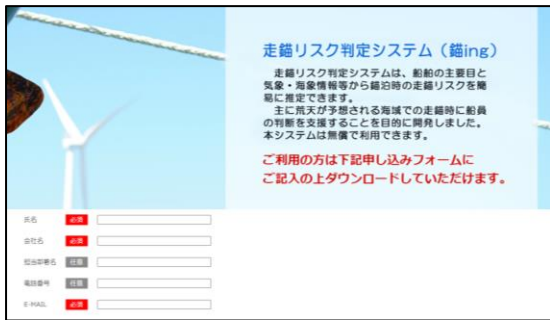 走錨リスク判定システム（錨ing）
走錨リスク判定システムは、船舶の主要目と
気象・海象情報等から錨泊時の走錨リスクを簡
易に推定できます。
主に荒天が予想される海域での走錨時に船員
の判断を支援することを目的に開発しました。
本システムは無償で利用できます。
ご利用の方は下記申し込みフォームに
ご記入の上ダウンロードしていただけます。
氏名 必須
会社名 必須
担当部署名 任意
電話番号 任意
E-MAIL 必須